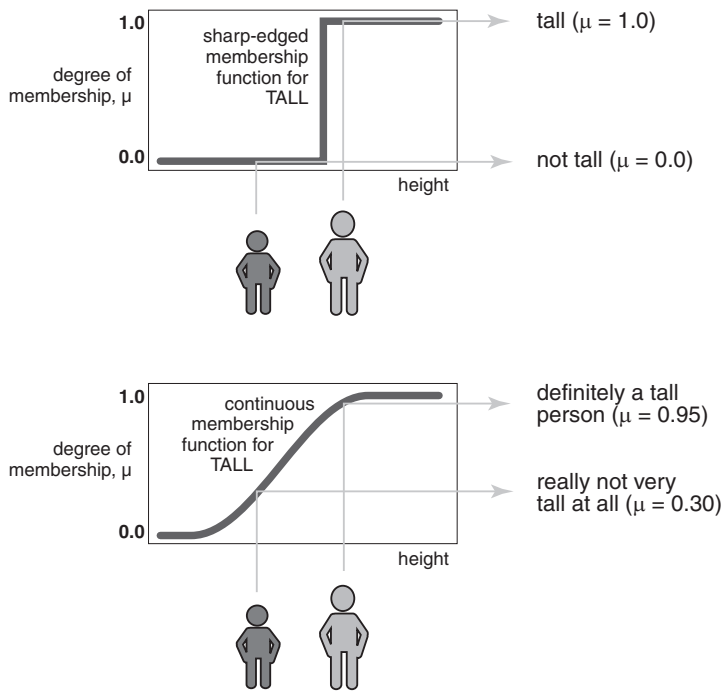 1.0
sharp-edged
membership
function for
TALL
degree of
membership, μ
0.0
height
tall (μ = 1.0)
not tall (μ = 0.0)
1.0
continuous
membership
function for
TALL
degree of
membership, μ
0.0
height
definitely a tall
person (μ = 0.95)
really not very
tall at all (μ = 0.30)